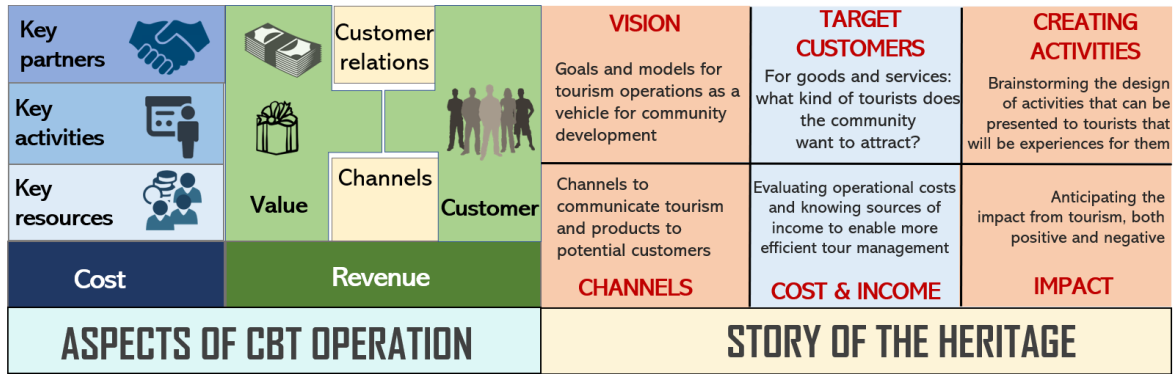 Key
partners
Key
activities
Key
resources
Cost
Customer
relations
Channels
Value
Customer
Revenue
ASPECTS OF CBT OPERATION
VISION
Goals and models for
tourism operations as a
vehicle for community
development
TARGET
CUSTOMERS
For goods and services:
what kind of tourists does
the community
want to attract?
CREATING
ACTIVITIES
Brainstorming the design
of activities that can be
presented to tourists that
will be experiences for them
Channels to
communicate tourism
and products to
potential customers
CHANNELS
Evaluating operational costs
and knowing sources of
income to enable more
efficient tour management
COST & INCOME
Anticipating the
impact from tourism, both
positive and negative
IMPACT
STORY OF THE HERITAGE